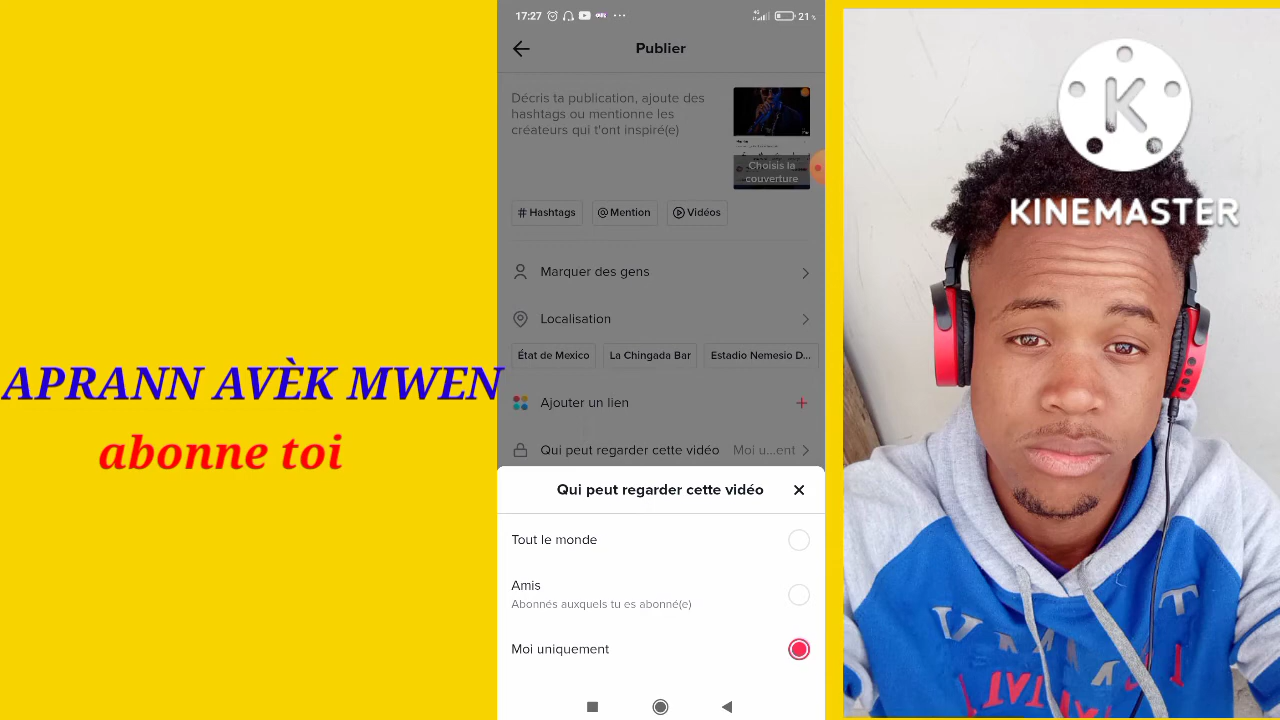 APRANN AVÈK MWEN
abonne toi
17:27
4G
21%
Publier
Décris ta publication, ajoute des
hashtags ou mentionne les
créateurs qui t'ont inspiré(e)
Choisis la
couverture
# Hashtags
@ Mention
Vidéos
Marquer des gens
Localisation
État de Mexico
La Chingada Bar
Estadio Nemesio D...
Ajouter un lien
Qui peut regarder cette vidéo
Moi u...ent
Qui peut regarder cette vidéo
Tout le monde
Amis
Abonnés auxquels tu es abonné(e)
Moi uniquement
K
KINEMASTER